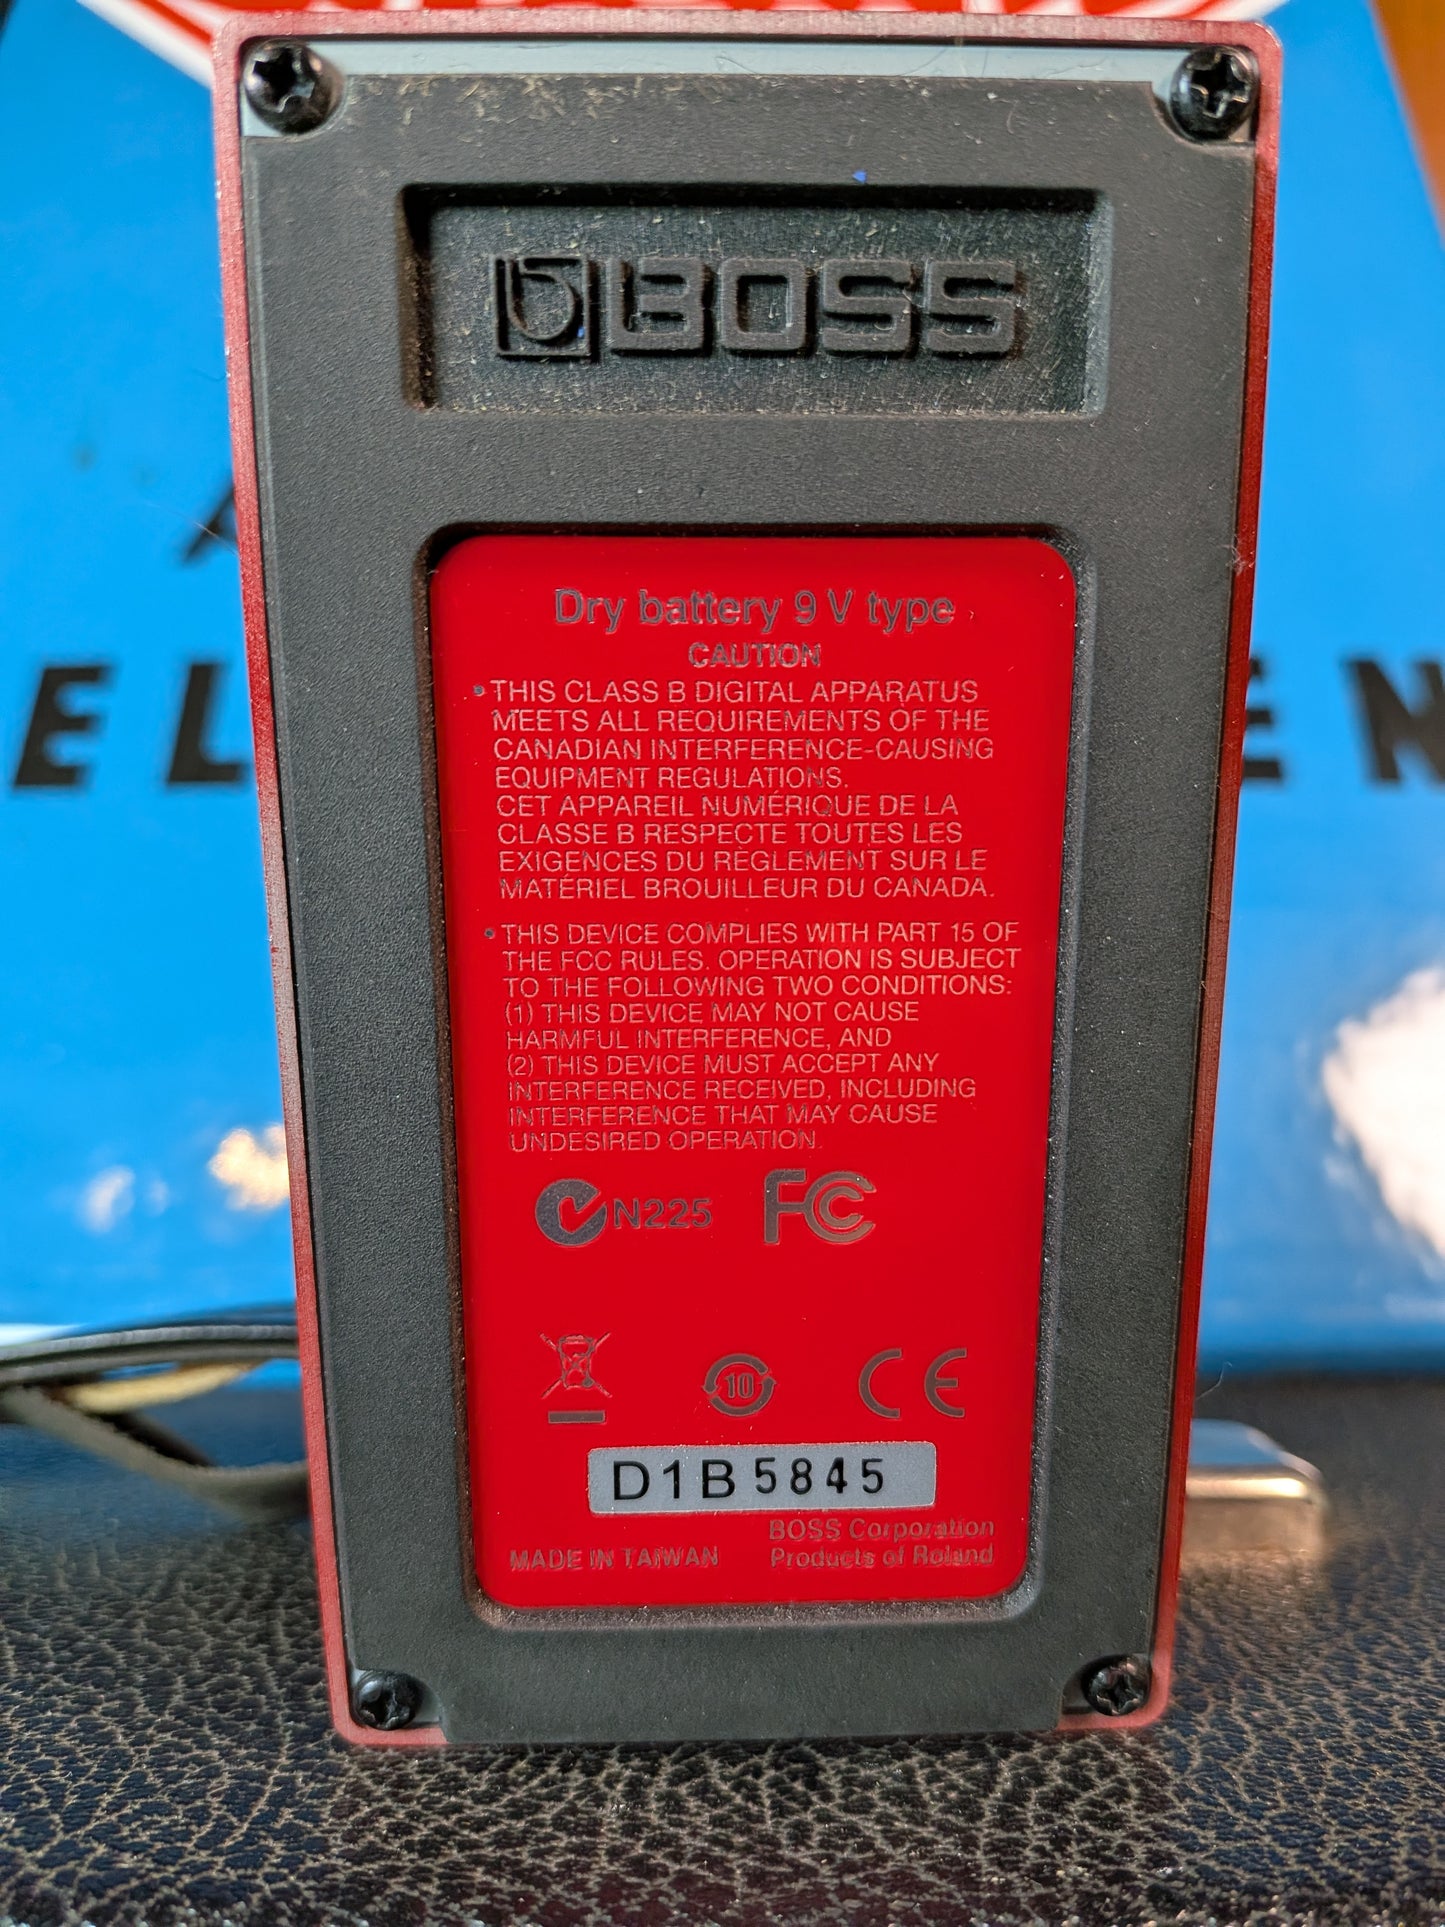 BOSS
EL
EN
Dry battery 9 V type
CAUTION
• THIS CLASS B DIGITAL APPARATUS
MEETS ALL REQUIREMENTS OF THE
CANADIAN INTERFERENCE-CAUSING
EQUIPMENT REGULATIONS.
CET APPAREIL NUMÉRIQUE DE LA
CLASSE B RESPECTE TOUTES LES
EXIGENCES DU RÈGLEMENT SUR LE
MATÉRIEL BROUILLEUR DU CANADA.
• THIS DEVICE COMPLIES WITH PART 15 OF
THE FCC RULES. OPERATION IS SUBJECT
TO THE FOLLOWING TWO CONDITIONS:
(1) THIS DEVICE MAY NOT CAUSE
HARMFUL INTERFERENCE, AND
(2) THIS DEVICE MUST ACCEPT ANY
INTERFERENCE RECEIVED, INCLUDING
INTERFERENCE THAT MAY CAUSE
UNDESIRED OPERATION.
N225 FC
10 CE
D1B5845
BOSS Corporation
MADE IN TAIWAN Products of Roland